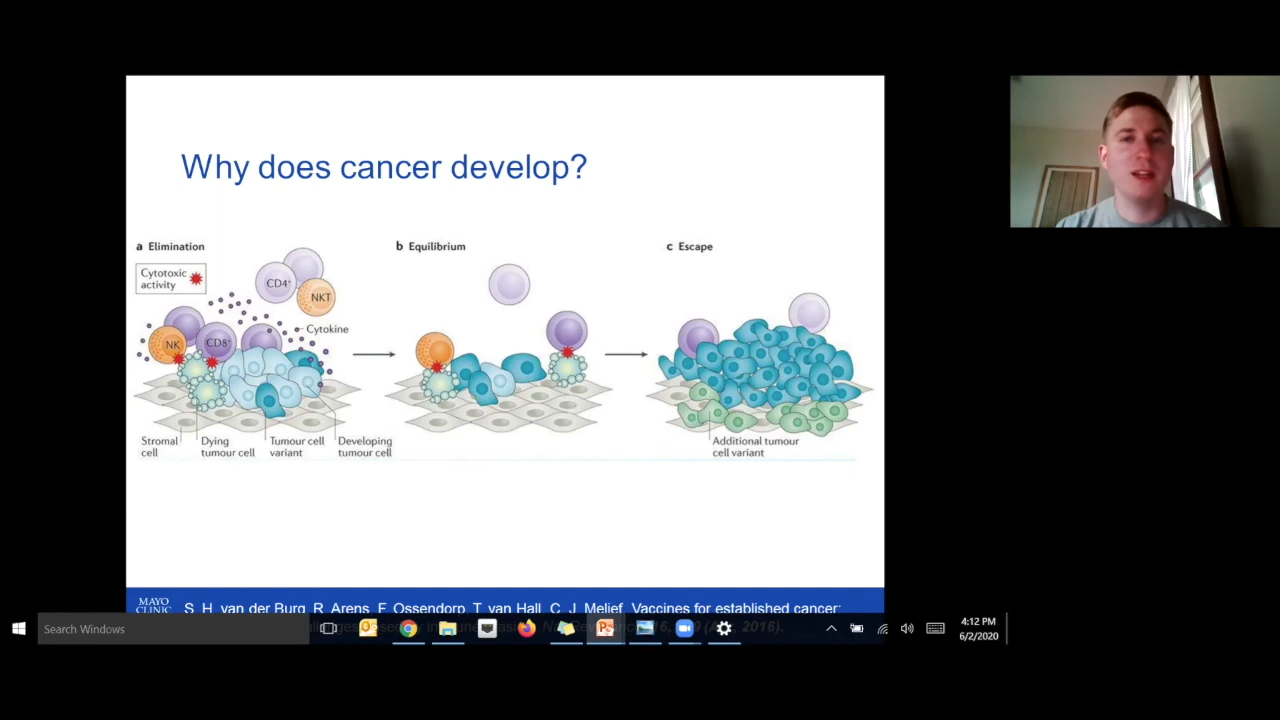 Why does cancer develop?
a Elimination
b Equilibrium
c Escape
Cytotoxic
activity
CD4+
NKT
Cytokine
NK
CD8+
Stromal
cell
Dying
tumour cell
Tumour cell
variant
Developing
tumour cell
Additional tumour
cell variant
MAYO
CLINIC
S. H. van der Burg, R. Arens, F. Ossendorp, T. van Hall, C. J. Melief, Vaccines for established cancer:
2016).
Search Windows
4:12 PM
6/2/2020